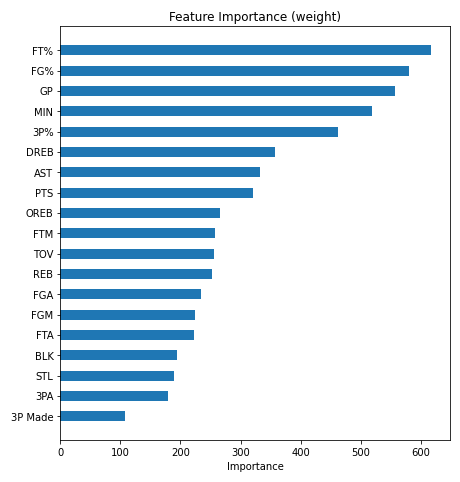 Feature Importance (weight)
FT%
FG%
GP
MIN
3P%
DREB
AST
PTS
OREB
FTM
TOV
REB
FGA
FGM
FTA
BLK
STL
3PA
3P Made
0 100 200 300 400 500 600
Importance